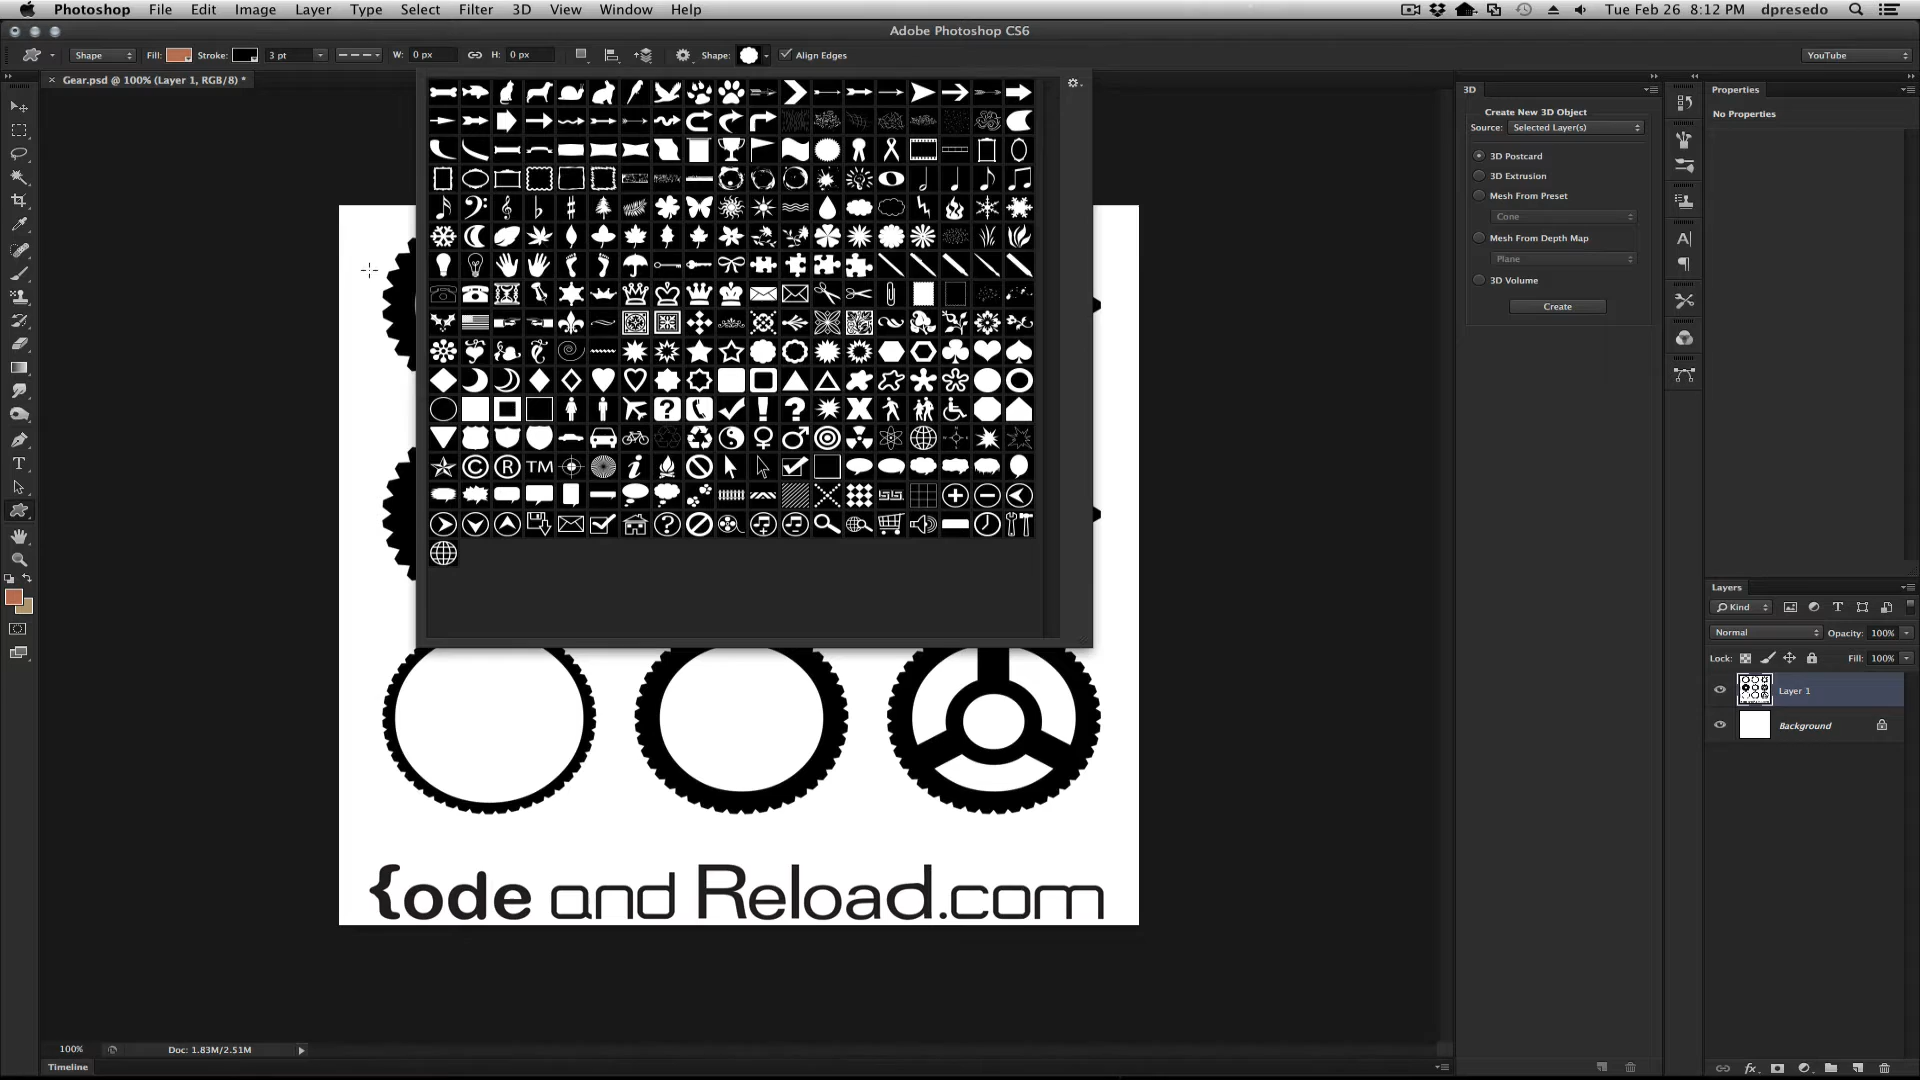 Photoshop File Edit Image Layer Type Select Filter 3D View Window Help Tue Feb 26 8:12 PM dpresedo
Adobe Photoshop CS6
Shape Fill: Stroke: 3 pt W: 0 px H: 0 px Shape: Align Edges YouTube
× Gear.psd @ 100% (Layer 1, RGB/8) *
3D
Create New 3D Object
Source: Selected Layer(s)
3D Postcard
3D Extrusion
Mesh From Preset
Cone
Mesh From Depth Map
Plane
3D Volume
Create
Properties
No Properties
TM
Layers
Kind
Normal Opacity: 100%
Lock: Fill: 100%
Layer 1
Background
{ode and Reload.com
100% Doc: 1.83M/2.51M
Timeline